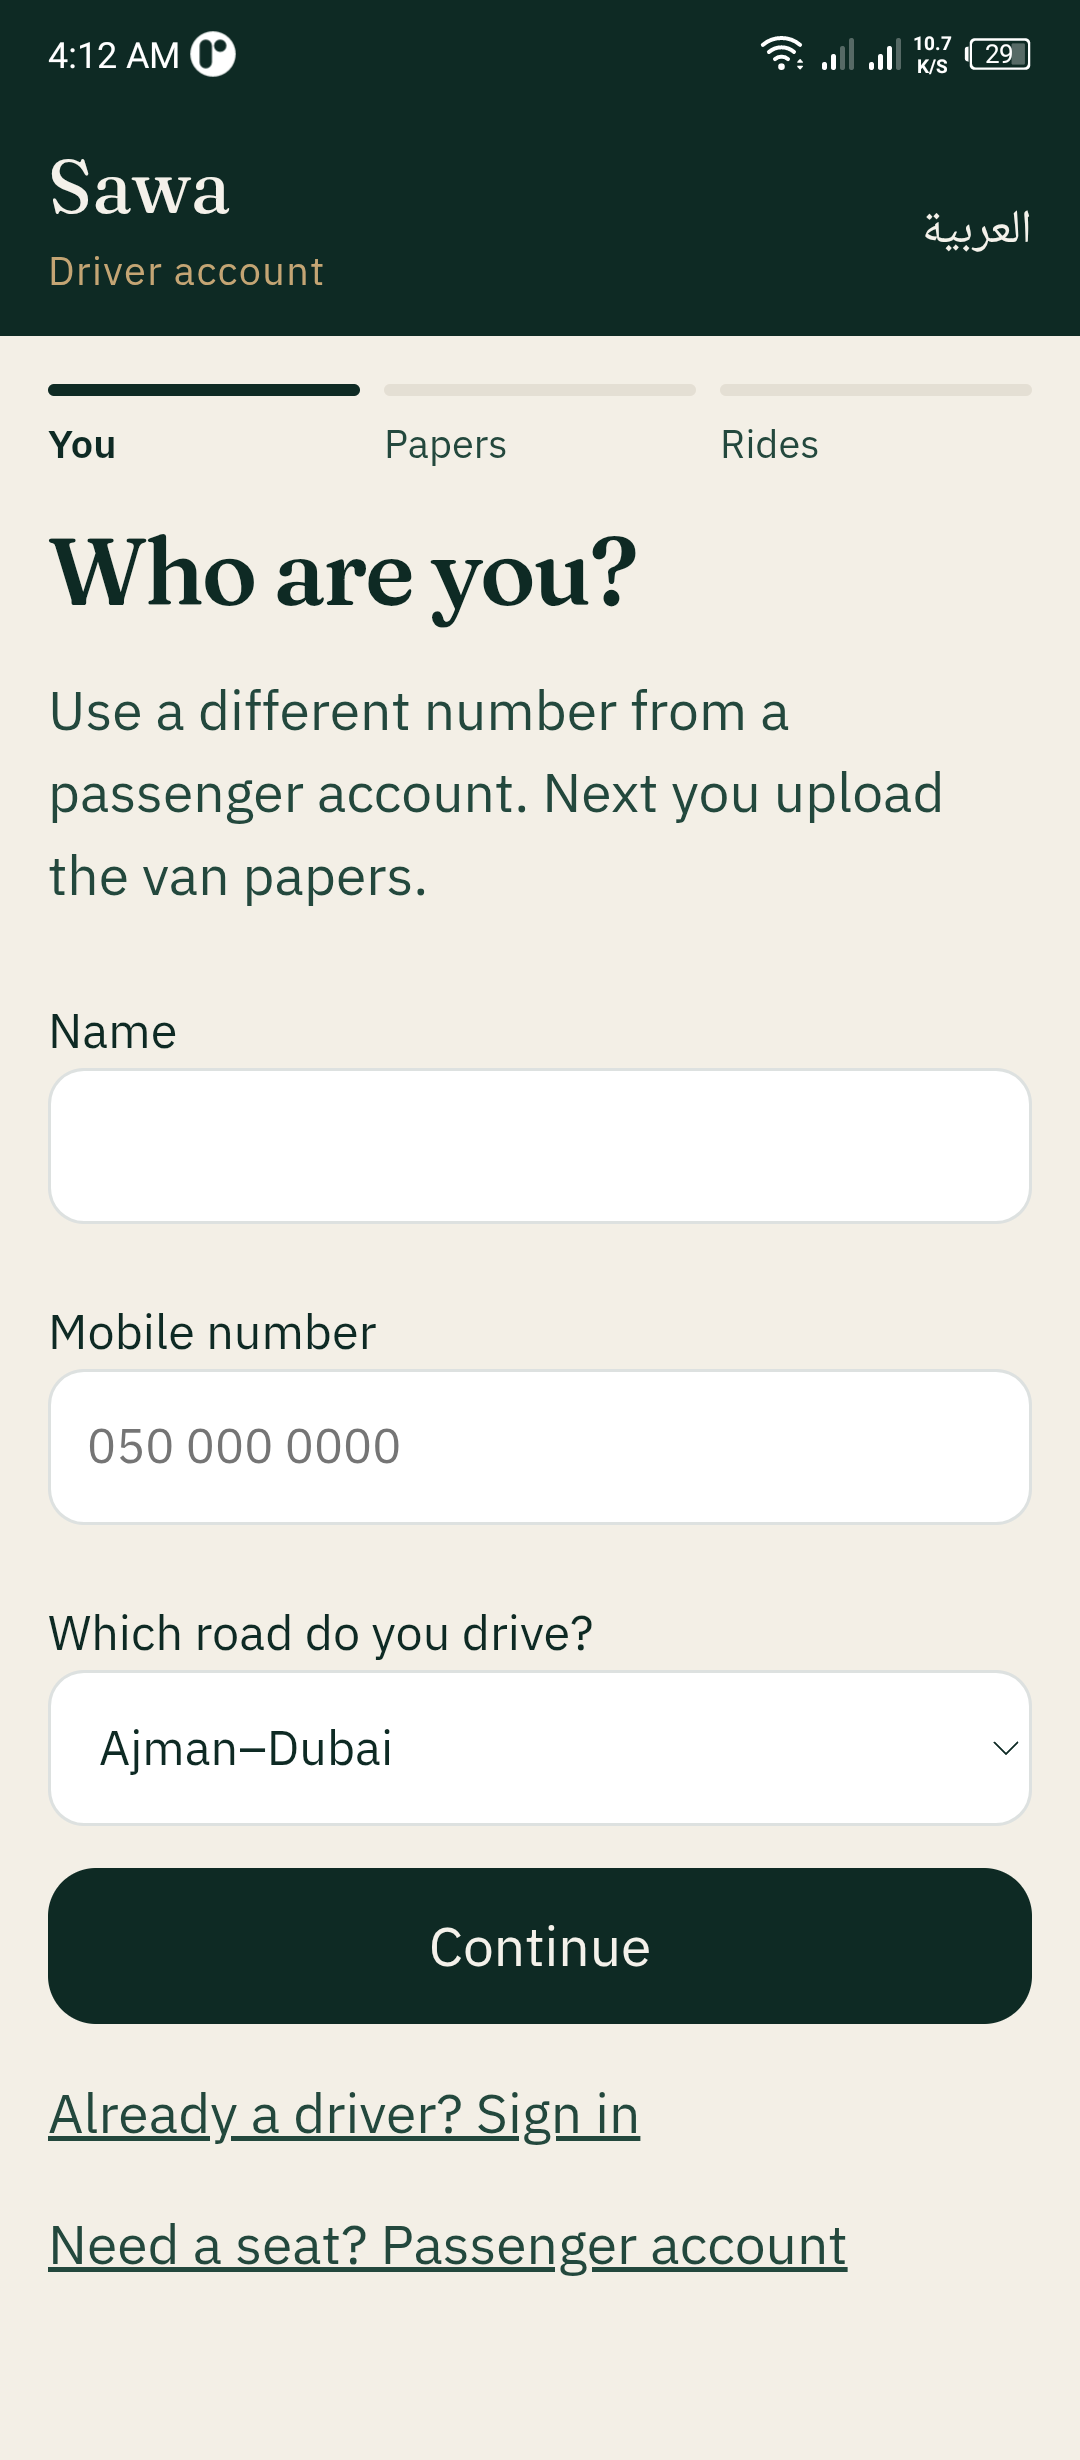 4:12 AM
10.7
K/S
29
Sawa
العربية
Driver account
You
Papers
Rides
Who are you?
Use a different number from a
passenger account. Next you upload
the van papers.
Name
Mobile number
050 000 0000
Which road do you drive?
Ajman–Dubai
Continue
Already a driver? Sign in
Need a seat? Passenger account